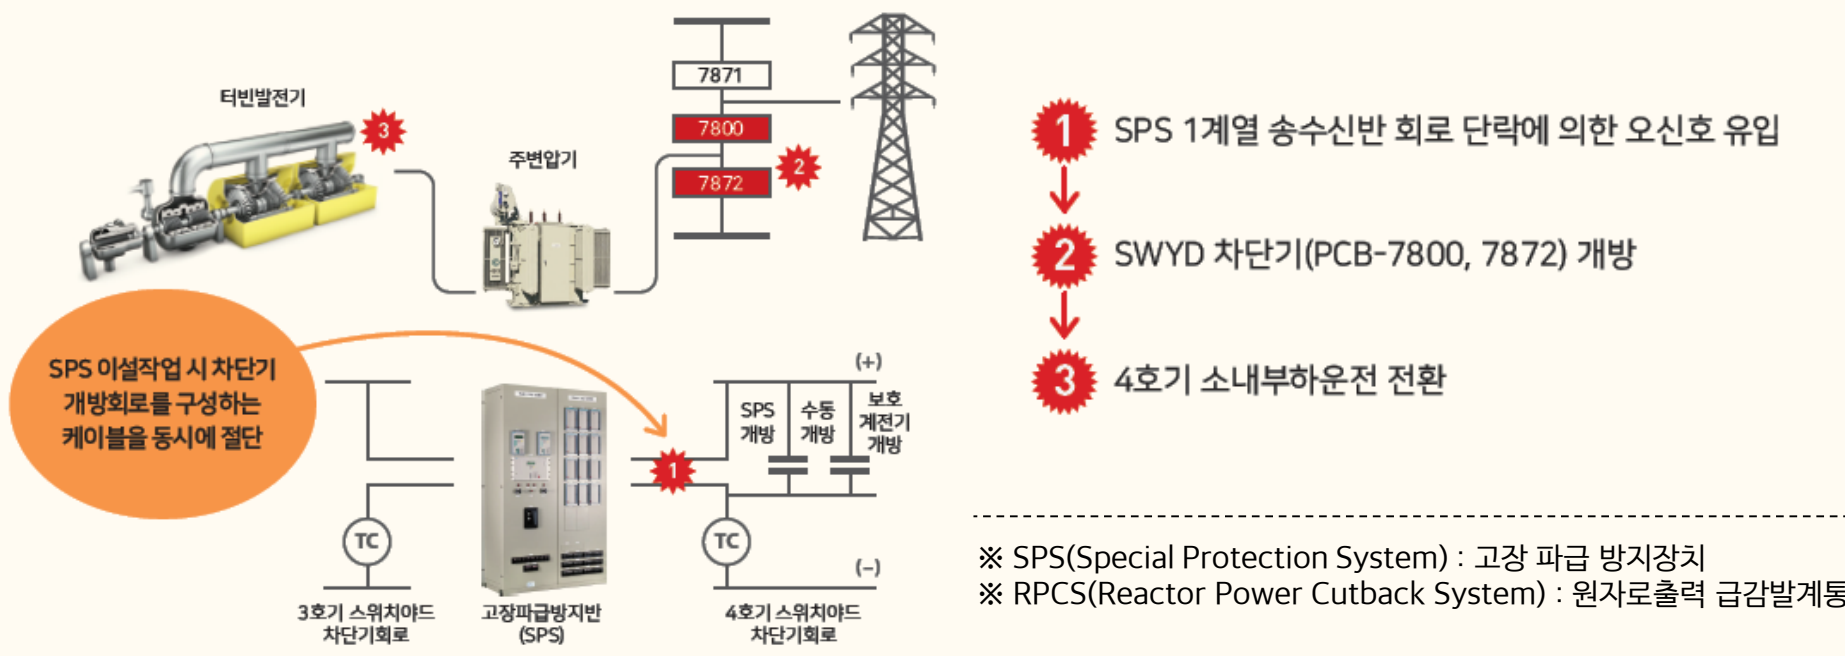 터빈발전기
3
주변압기
7871
7800
7872
2
SPS 이설작업 시 차단기
개방회로를 구성하는
케이블을 동시에 절단
1
(+)
SPS
개방
수동
개방
보호
계전기
개방
TC
TC
(-)
3호기 스위치야드
차단기회로
고장파급방지반
(SPS)
4호기 스위치야드
차단기회로
1 SPS 1계열 송수신반 회로 단락에 의한 오신호 유입
2 SWYD 차단기(PCB-7800, 7872) 개방
3 4호기 소내부하운전 전환
※ SPS(Special Protection System) : 고장 파급 방지장치
※ RPCS(Reactor Power Cutback System) : 원자로출력 급감발계통